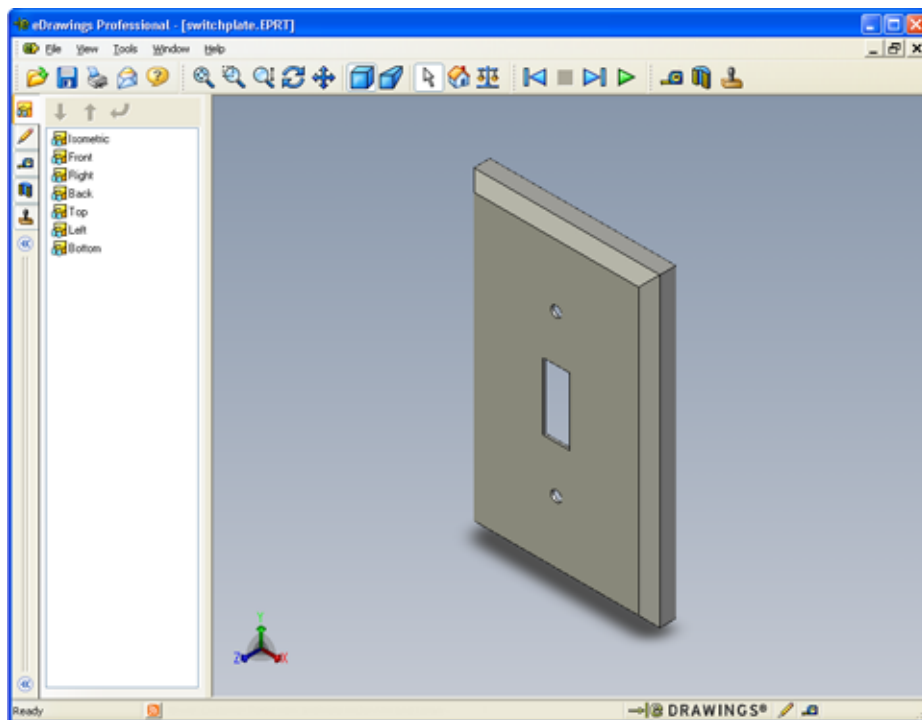 eDrawings Professional - [switchplate.EPRT]
File View Tools Window Help
Isometric
Front
Right
Back
Top
Left
Bottom
Y
Z X
Ready
DRAWINGS®